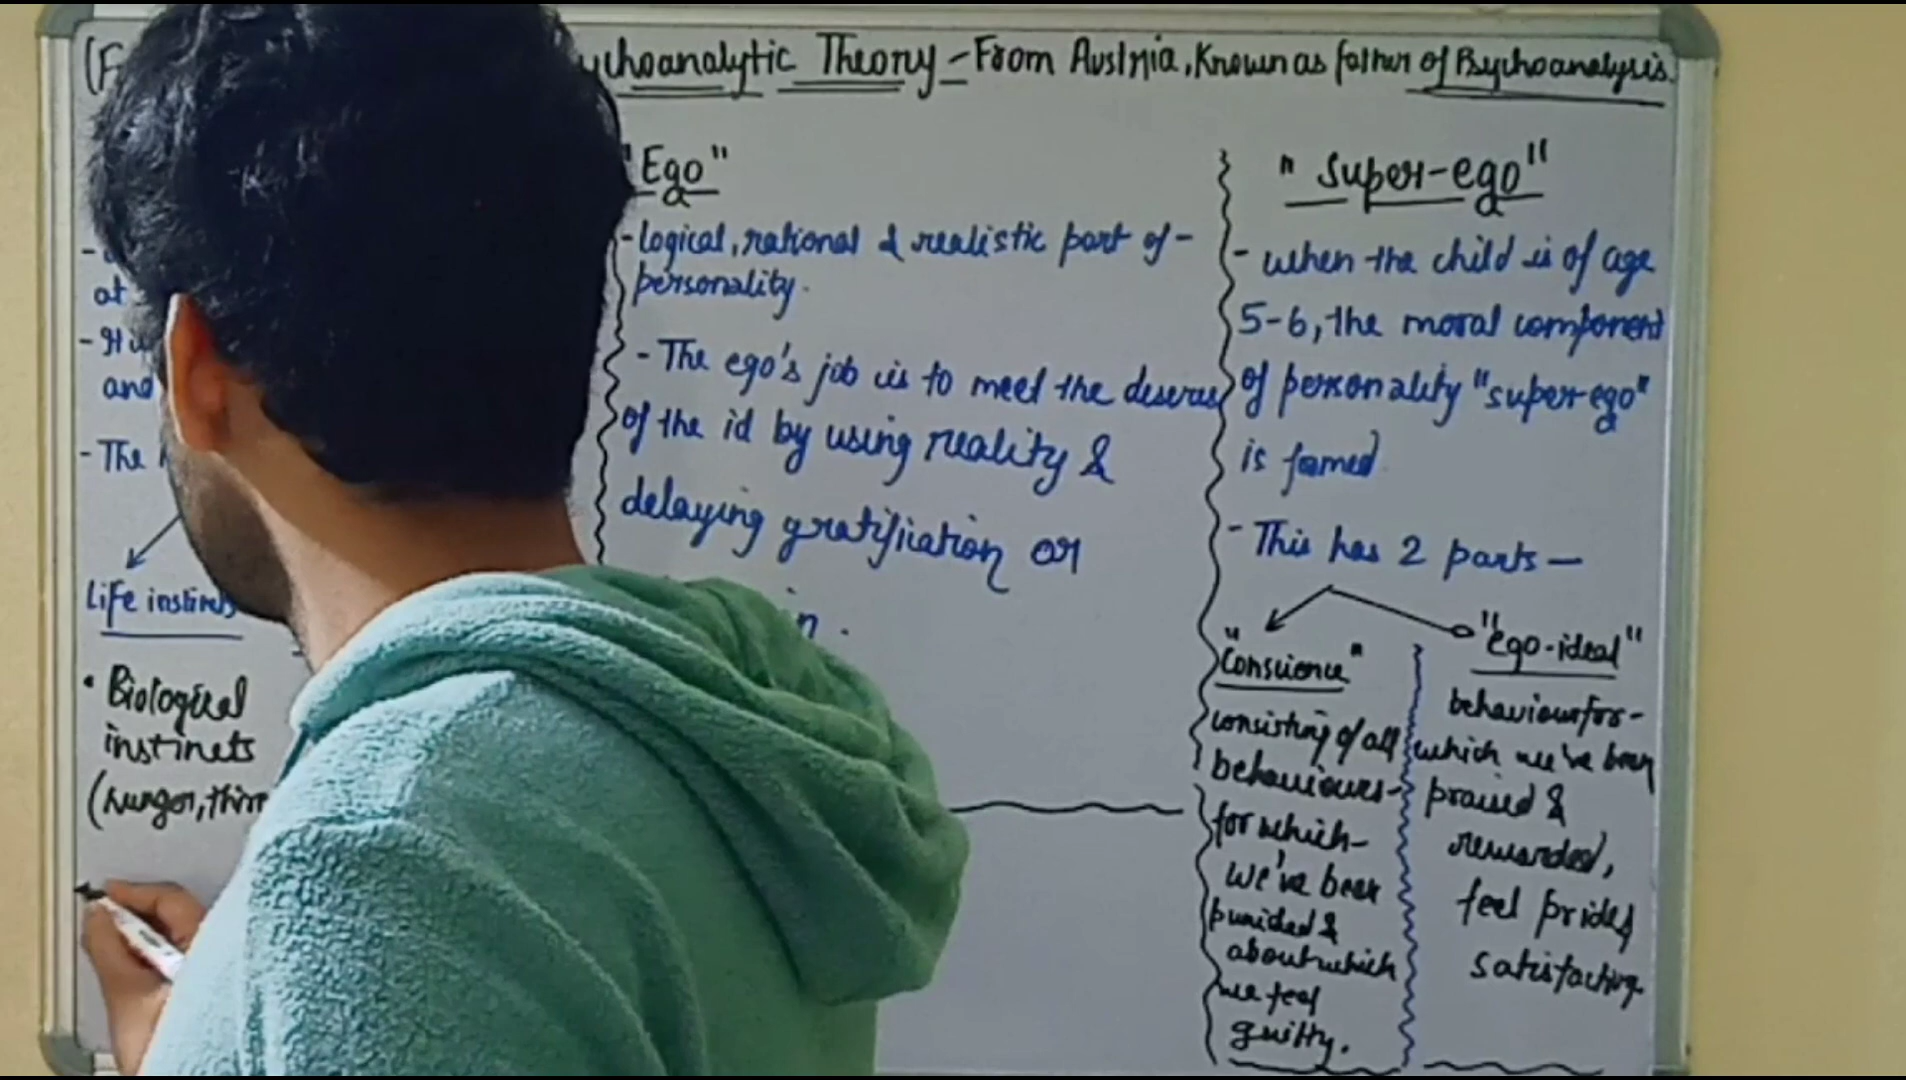 Psychoanalytic Theory - From Austria, Known as father of Psychoanalysis.
- 
at
- It
and
- The
Life instincts
• Biological
instincts
(hunger, thir
"Ego"
- logical, rational & realistic part of -
personality.
- The ego's job is to meet the desires
of the id by using reality &
delaying gratification or
"Super-ego"
- when the child is of age
5-6, the moral component
of personality "super-ego"
is formed
- This has 2 parts —
"Conscience"
consisting of all
behaviours-
for which-
we've been
punished &
about which
we feel
guilty.
"ego-ideal"
behaviour for-
which we've been
praised &
rewarded,
feel pride &
satisfaction